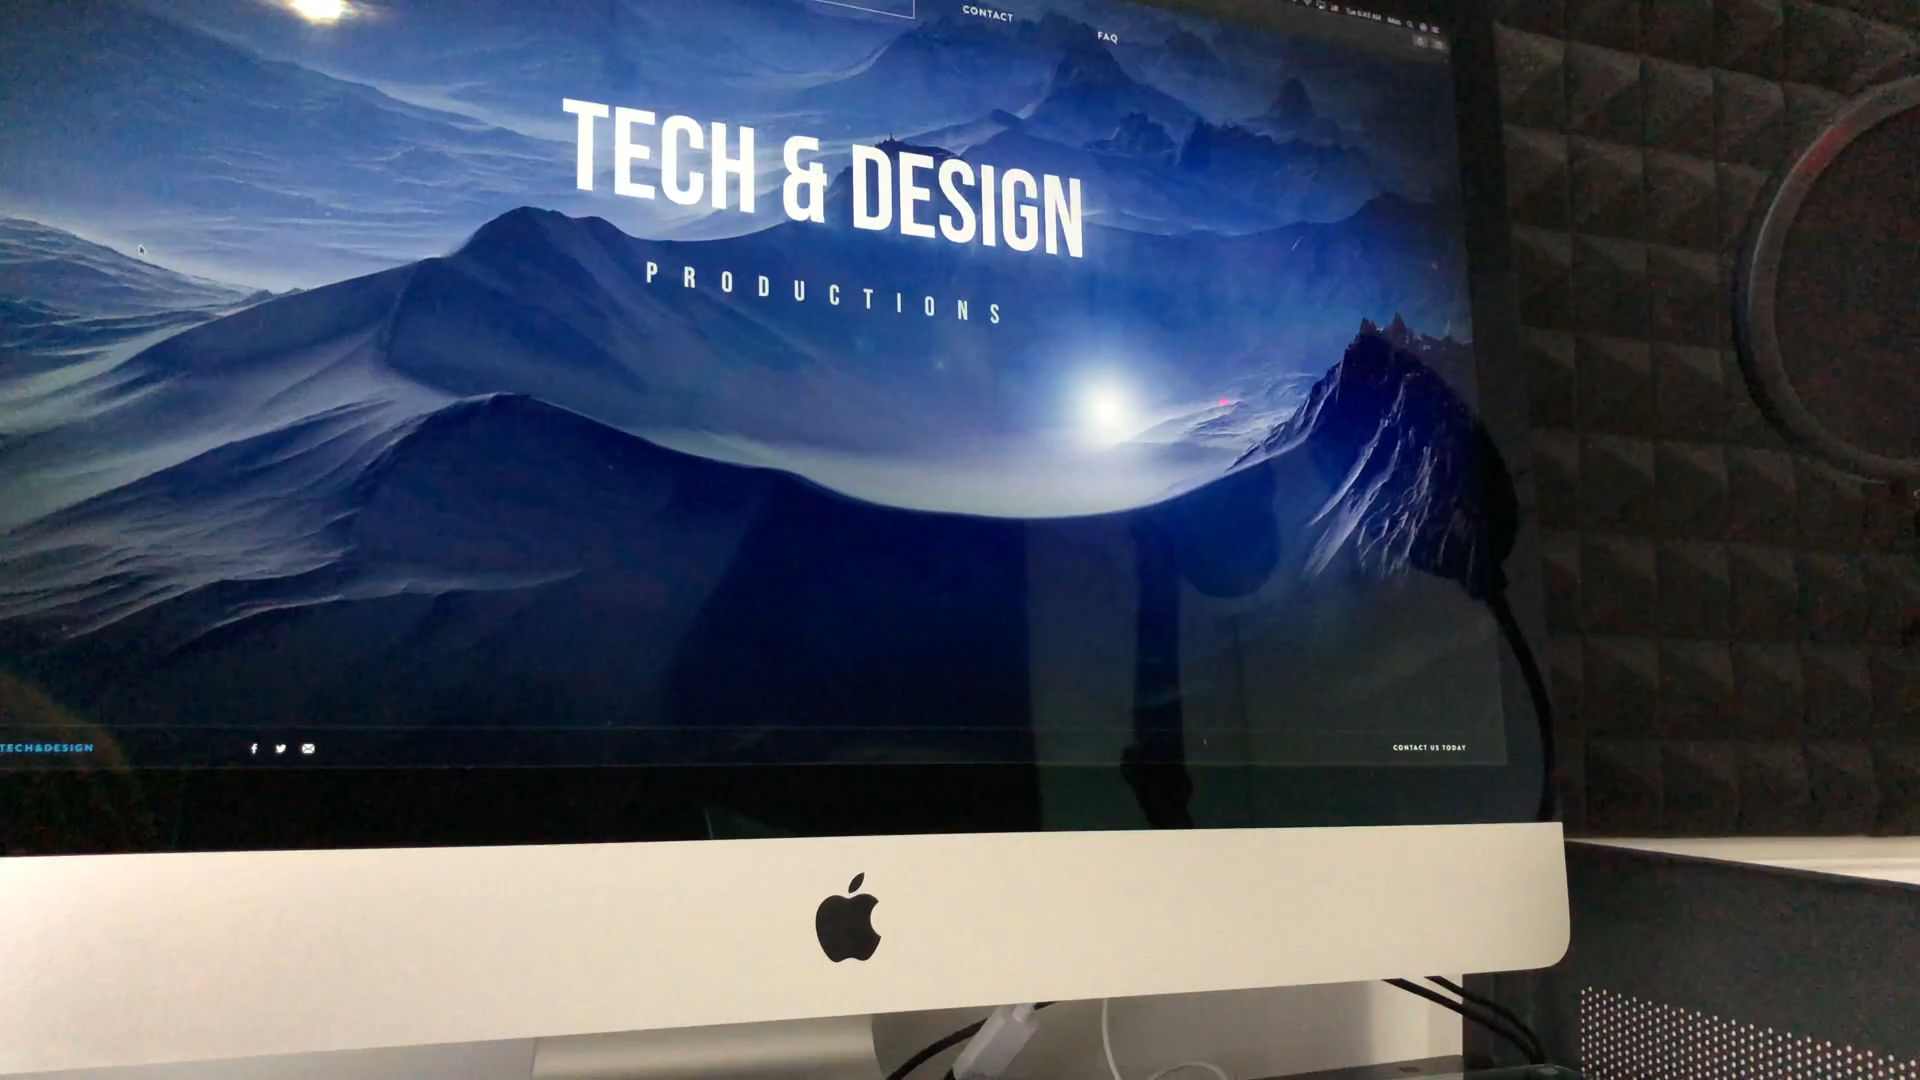 CONTACT
FAQ
TECH & DESIGN
PRODUCTIONS
TECH&DESIGN
CONTACT US TODAY